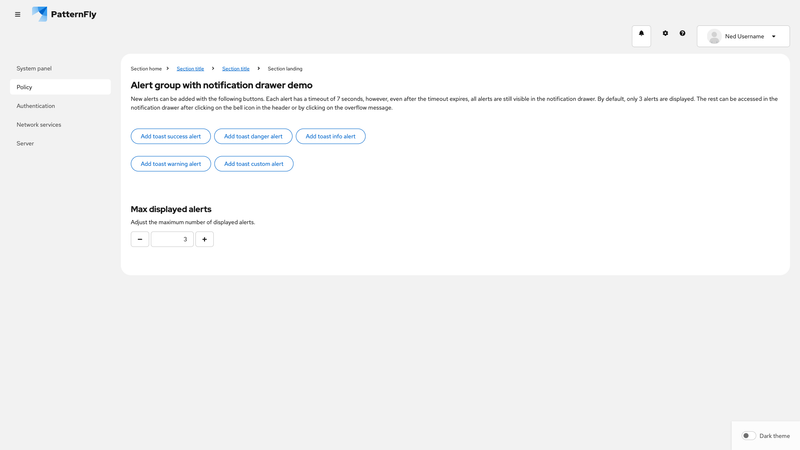 PatternFly
Ned Username
System panel
Policy
Authentication
Network services
Server
Section home
Section title
Section title
Section landing
Alert group with notification drawer demo
New alerts can be added with the following buttons. Each alert has a timeout of 7 seconds, however, even after the timeout expires, all alerts are still visible in the notification drawer. By default, only 3 alerts are displayed. The rest can be accessed in the
notification drawer after clicking on the bell icon in the header or by clicking on the overflow message.
Add toast success alert
Add toast danger alert
Add toast info alert
Add toast warning alert
Add toast custom alert
Max displayed alerts
Adjust the maximum number of displayed alerts.
3
Dark theme